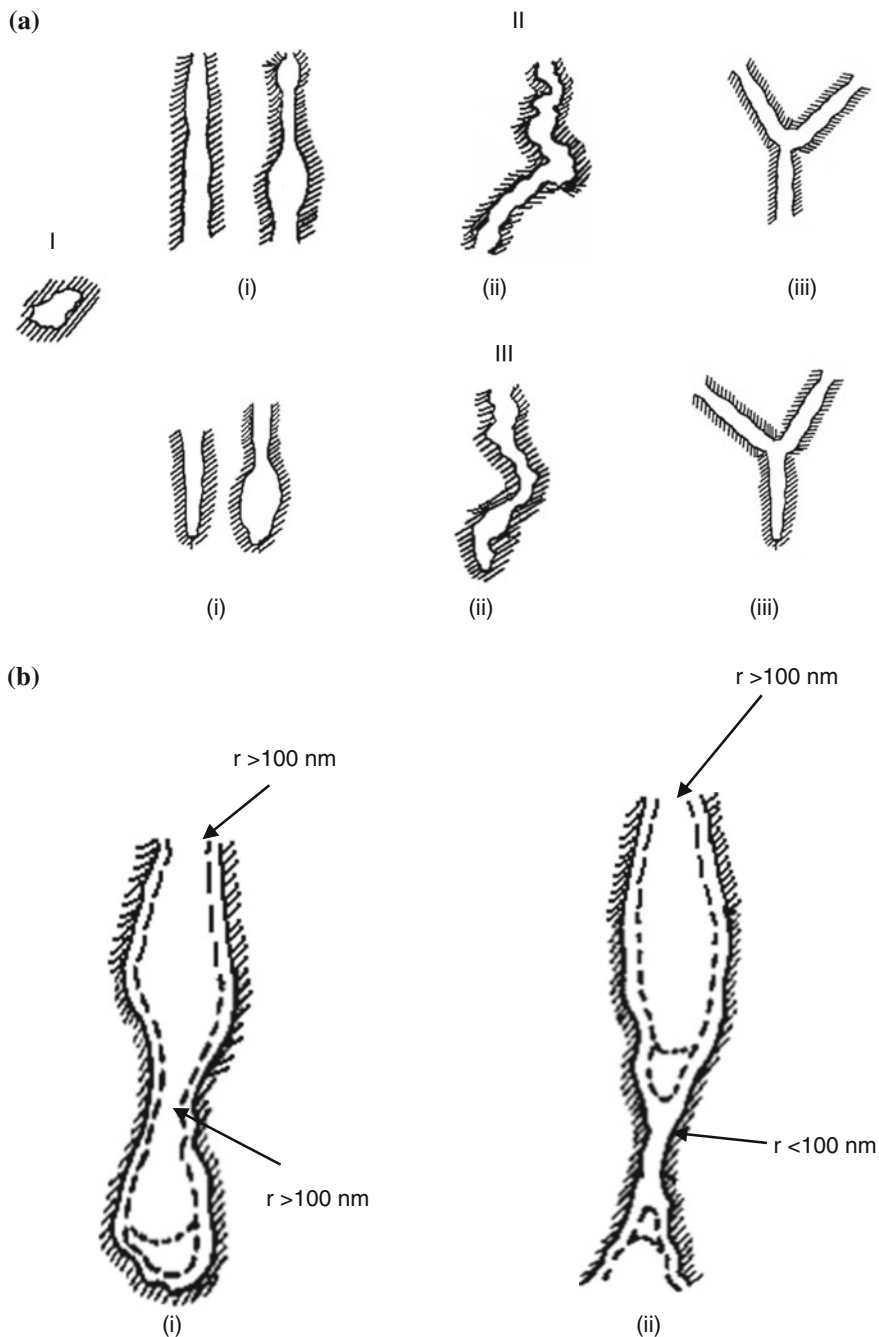 (a)
II
I
(i)
(ii)
(iii)
III
(i)
(ii)
(iii)
(b)
r >100 nm
r >100 nm
r >100 nm
r <100 nm
(i)
(ii)